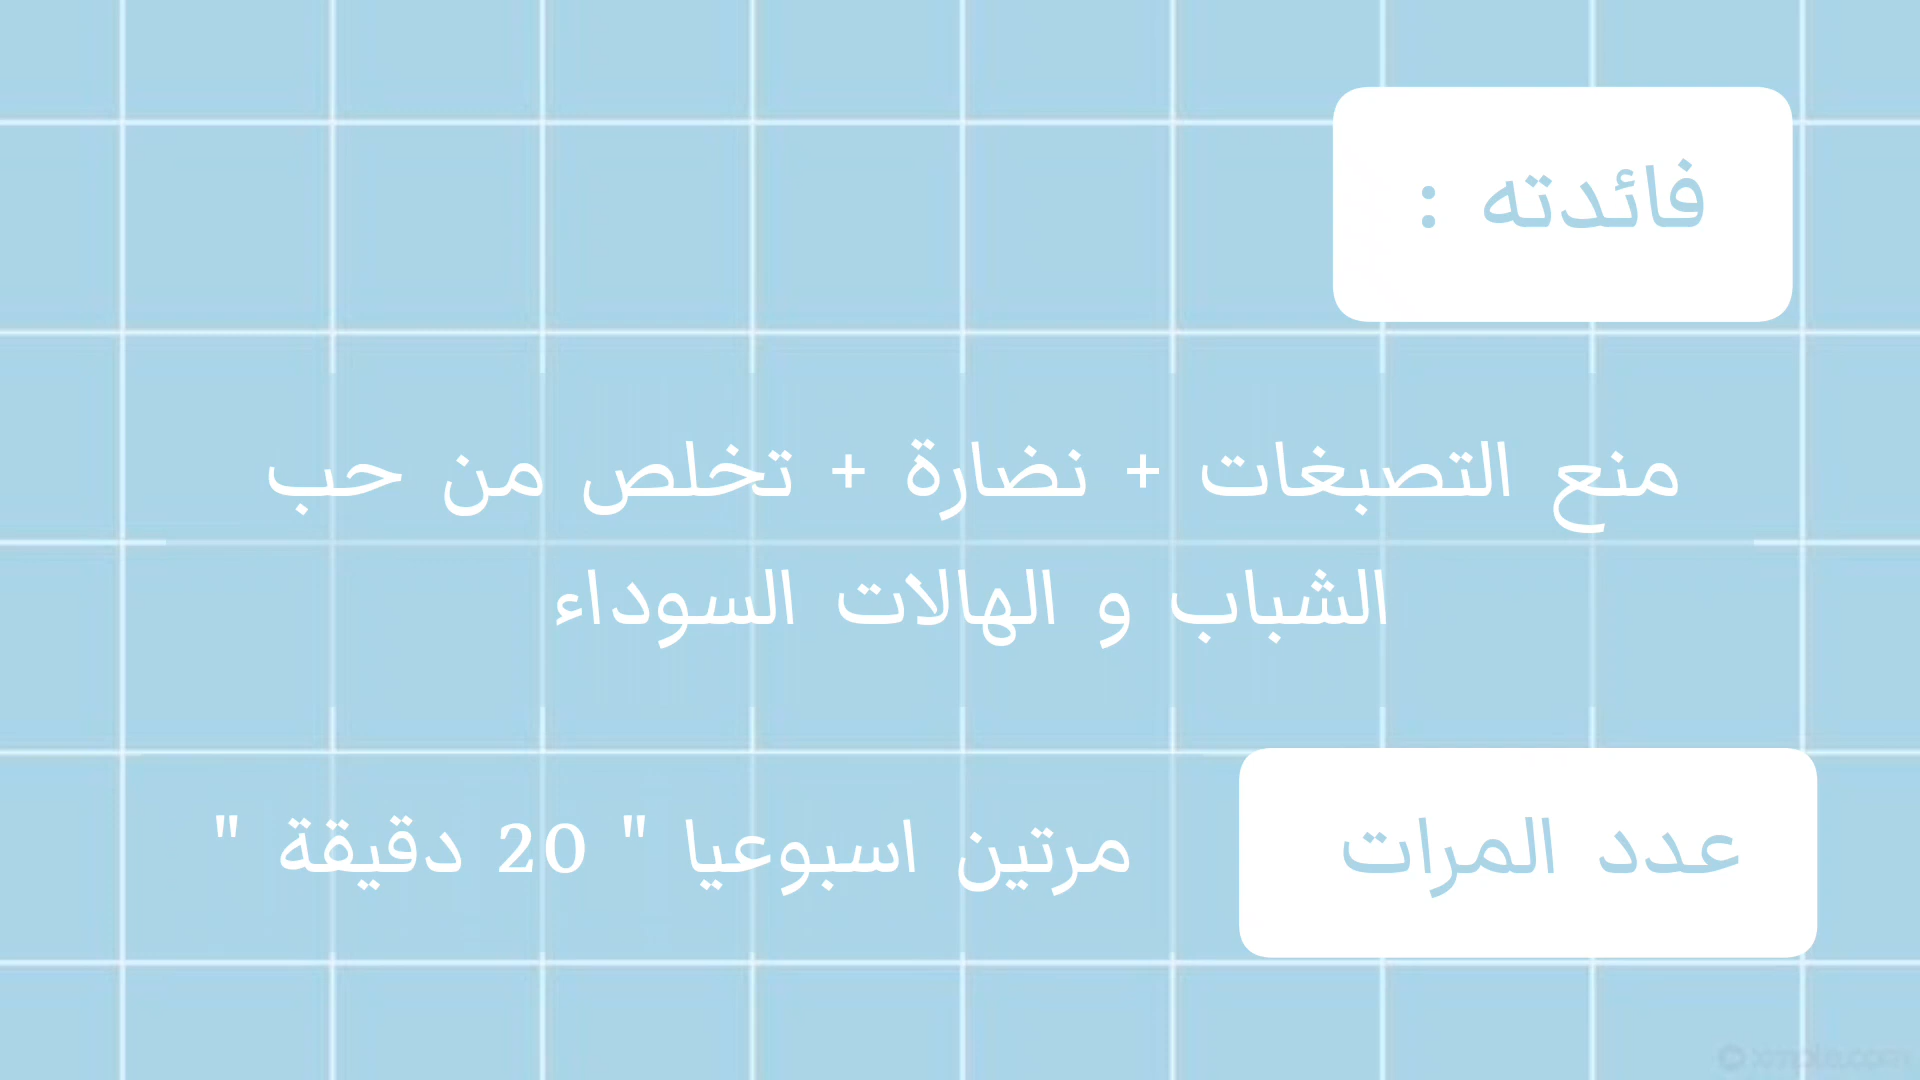 فائدته :
منع التصبغات + نضارة + تخلص من حب
الشباب و الهالات السوداء
عدد المرات
مرتين اسبوعيا " 20 دقيقة "